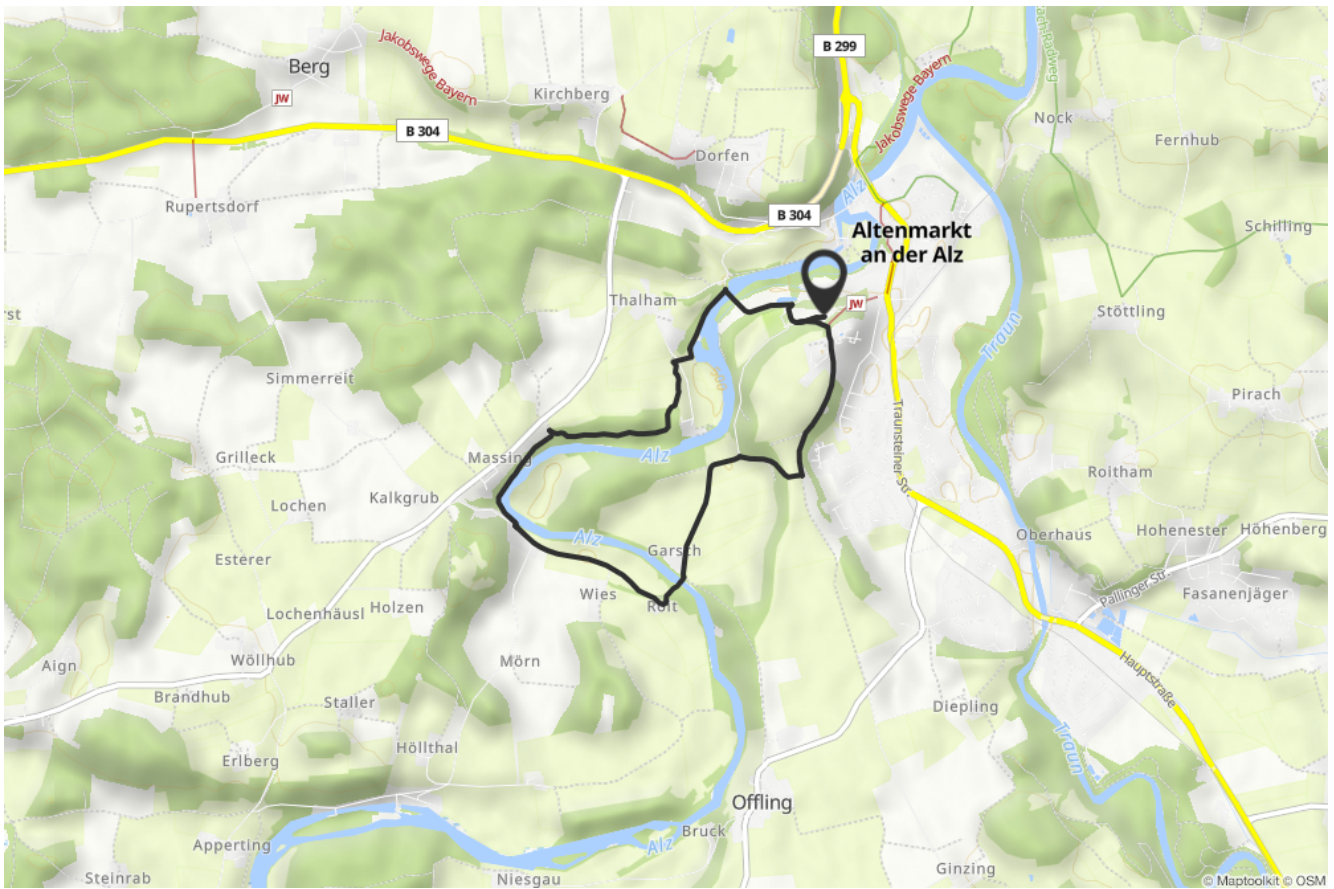 B 299
Berg
Jakobswege Bayern
JW
Kirchberg
Nock
B 304
Dorfen
Jakobswege Bayern
Fernhub
Rupertsdorf
Alz
B 304
Altenmarkt
an der Alz
Schilling
Thalham
JW
Stöttling
Traun
Simmerreit
Pirach
Traunsteiner Str.
Grilleck
Massing
Alz
Roitham
Lochen
Kalkgrub
Hohenester
Höhenberg
Oberhaus
Alz
Garsch
Esterer
Pallinger Str.
Wies
Roit
Fasanenjäger
Lochenhäusl
Holzen
Aign
Wöllhub
Mörn
Hauptstraße
Brandhub
Staller
Diepling
Höllthal
Traun
Erlberg
Offling
Bruck
Alz
Apperting
Ginzing
Steinrab
Niesgau
© Maptoolkit © OSM